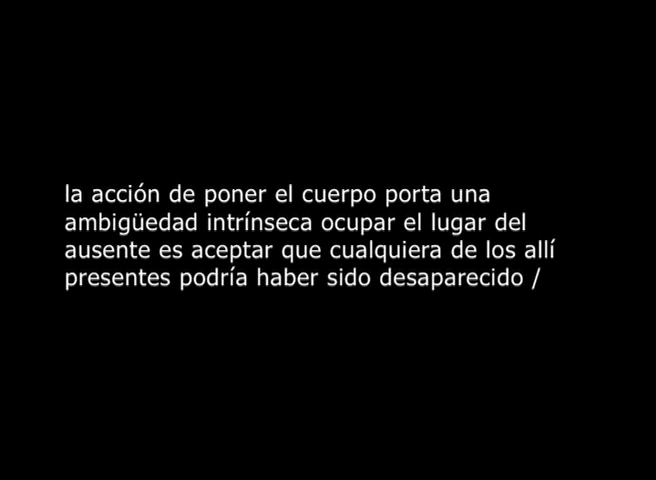 la acción de poner el cuerpo porta una
ambigüedad intrínseca ocupar el lugar del
ausente es aceptar que cualquiera de los allí
presentes podría haber sido desaparecido /